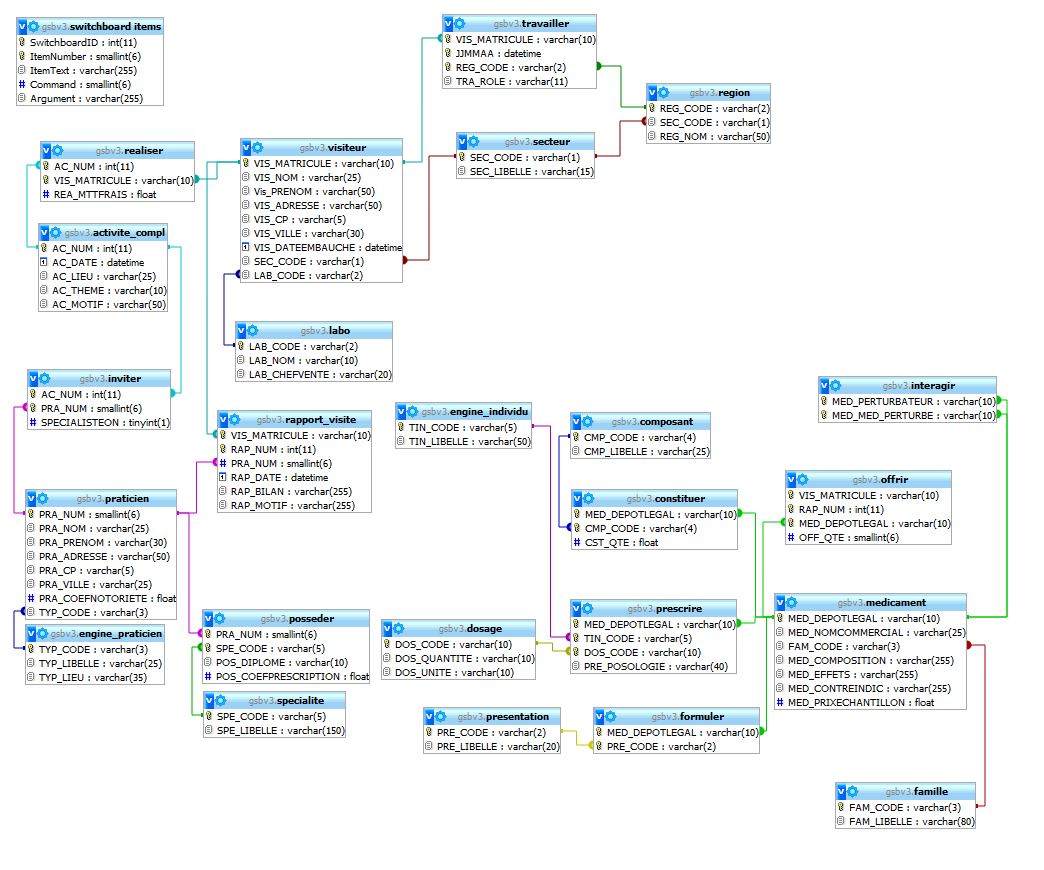 gsbv3.switchboard items
SwitchboardID : int(11)
ItemNumber : smallint(6)
ItemText : varchar(255)
Command : smallint(6)
Argument : varchar(255)
gsbv3.travailler
VIS_MATRICULE : varchar(10)
JJMMAA : datetime
REG_CODE : varchar(2)
TRA_ROLE : varchar(11)
gsbv3.region
REG_CODE : varchar(2)
SEC_CODE : varchar(1)
REG_NOM : varchar(50)
gsbv3.secteur
SEC_CODE : varchar(1)
SEC_LIBELLE : varchar(15)
gsbv3.realiser
AC_NUM : int(11)
VIS_MATRICULE : varchar(10)
REA_MTTFRAIS : float
gsbv3.visiteur
VIS_MATRICULE : varchar(10)
VIS_NOM : varchar(25)
Vis_PRENOM : varchar(50)
VIS_ADRESSE : varchar(50)
VIS_CP : varchar(5)
VIS_VILLE : varchar(30)
VIS_DATEEMBAUCHE : datetime
SEC_CODE : varchar(1)
LAB_CODE : varchar(2)
gsbv3.activite_compl
AC_NUM : int(11)
AC_DATE : datetime
AC_LIEU : varchar(25)
AC_THEME : varchar(10)
AC_MOTIF : varchar(50)
gsbv3.labo
LAB_CODE : varchar(2)
LAB_NOM : varchar(10)
LAB_CHEFVENTE : varchar(20)
gsbv3.inviter
AC_NUM : int(11)
PRA_NUM : smallint(6)
SPECIALISTEON : tinyint(1)
gsbv3.rapport_visite
VIS_MATRICULE : varchar(10)
RAP_NUM : int(11)
PRA_NUM : smallint(6)
RAP_DATE : datetime
RAP_BILAN : varchar(255)
RAP_MOTIF : varchar(255)
gsbv3.engine_individu
TIN_CODE : varchar(5)
TIN_LIBELLE : varchar(50)
gsbv3.composant
CMP_CODE : varchar(4)
CMP_LIBELLE : varchar(25)
gsbv3.interagir
MED_PERTURBATEUR : varchar(10)
MED_MED_PERTURBE : varchar(10)
gsbv3.constituer
MED_DEPOTLEGAL : varchar(10)
CMP_CODE : varchar(4)
CST_QTE : float
gsbv3.offrir
VIS_MATRICULE : varchar(10)
RAP_NUM : int(11)
MED_DEPOTLEGAL : varchar(10)
OFF_QTE : smallint(6)
gsbv3.praticien
PRA_NUM : smallint(6)
PRA_NOM : varchar(25)
PRA_PRENOM : varchar(30)
PRA_ADRESSE : varchar(50)
PRA_CP : varchar(5)
PRA_VILLE : varchar(25)
PRA_COEFNOTORIETE : float
TYP_CODE : varchar(3)
gsbv3.engine_praticien
TYP_CODE : varchar(3)
TYP_LIBELLE : varchar(25)
TYP_LIEU : varchar(35)
gsbv3.posseder
PRA_NUM : smallint(6)
SPE_CODE : varchar(5)
POS_DIPLOME : varchar(10)
POS_COEFPRESCRIPTION : float
gsbv3.specialite
SPE_CODE : varchar(5)
SPE_LIBELLE : varchar(150)
gsbv3.dosage
DOS_CODE : varchar(10)
DOS_QUANTITE : varchar(10)
DOS_UNITE : varchar(10)
gsbv3.prescrire
MED_DEPOTLEGAL : varchar(10)
TIN_CODE : varchar(5)
DOS_CODE : varchar(10)
PRE_POSOLOGIE : varchar(40)
gsbv3.medicament
MED_DEPOTLEGAL : varchar(10)
MED_NOMCOMMERCIAL : varchar(25)
FAM_CODE : varchar(3)
MED_COMPOSITION : varchar(255)
MED_EFFETS : varchar(255)
MED_CONTREINDIC : varchar(255)
MED_PRIXECHANTILLON : float
gsbv3.presentation
PRE_CODE : varchar(2)
PRE_LIBELLE : varchar(20)
gsbv3.formuler
MED_DEPOTLEGAL : varchar(10)
PRE_CODE : varchar(2)
gsbv3.famille
FAM_CODE : varchar(3)
FAM_LIBELLE : varchar(80)